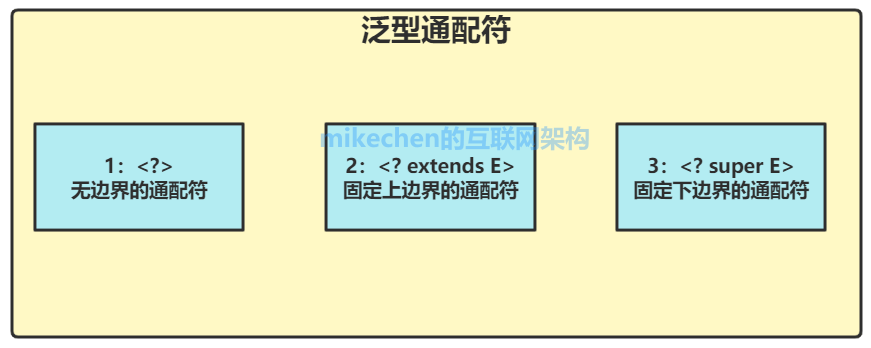 泛型通配符
mikechen的互联网架构
1：<?>
无边界的通配符
2：<? extends E>
固定上边界的通配符
3：<? super E>
固定下边界的通配符